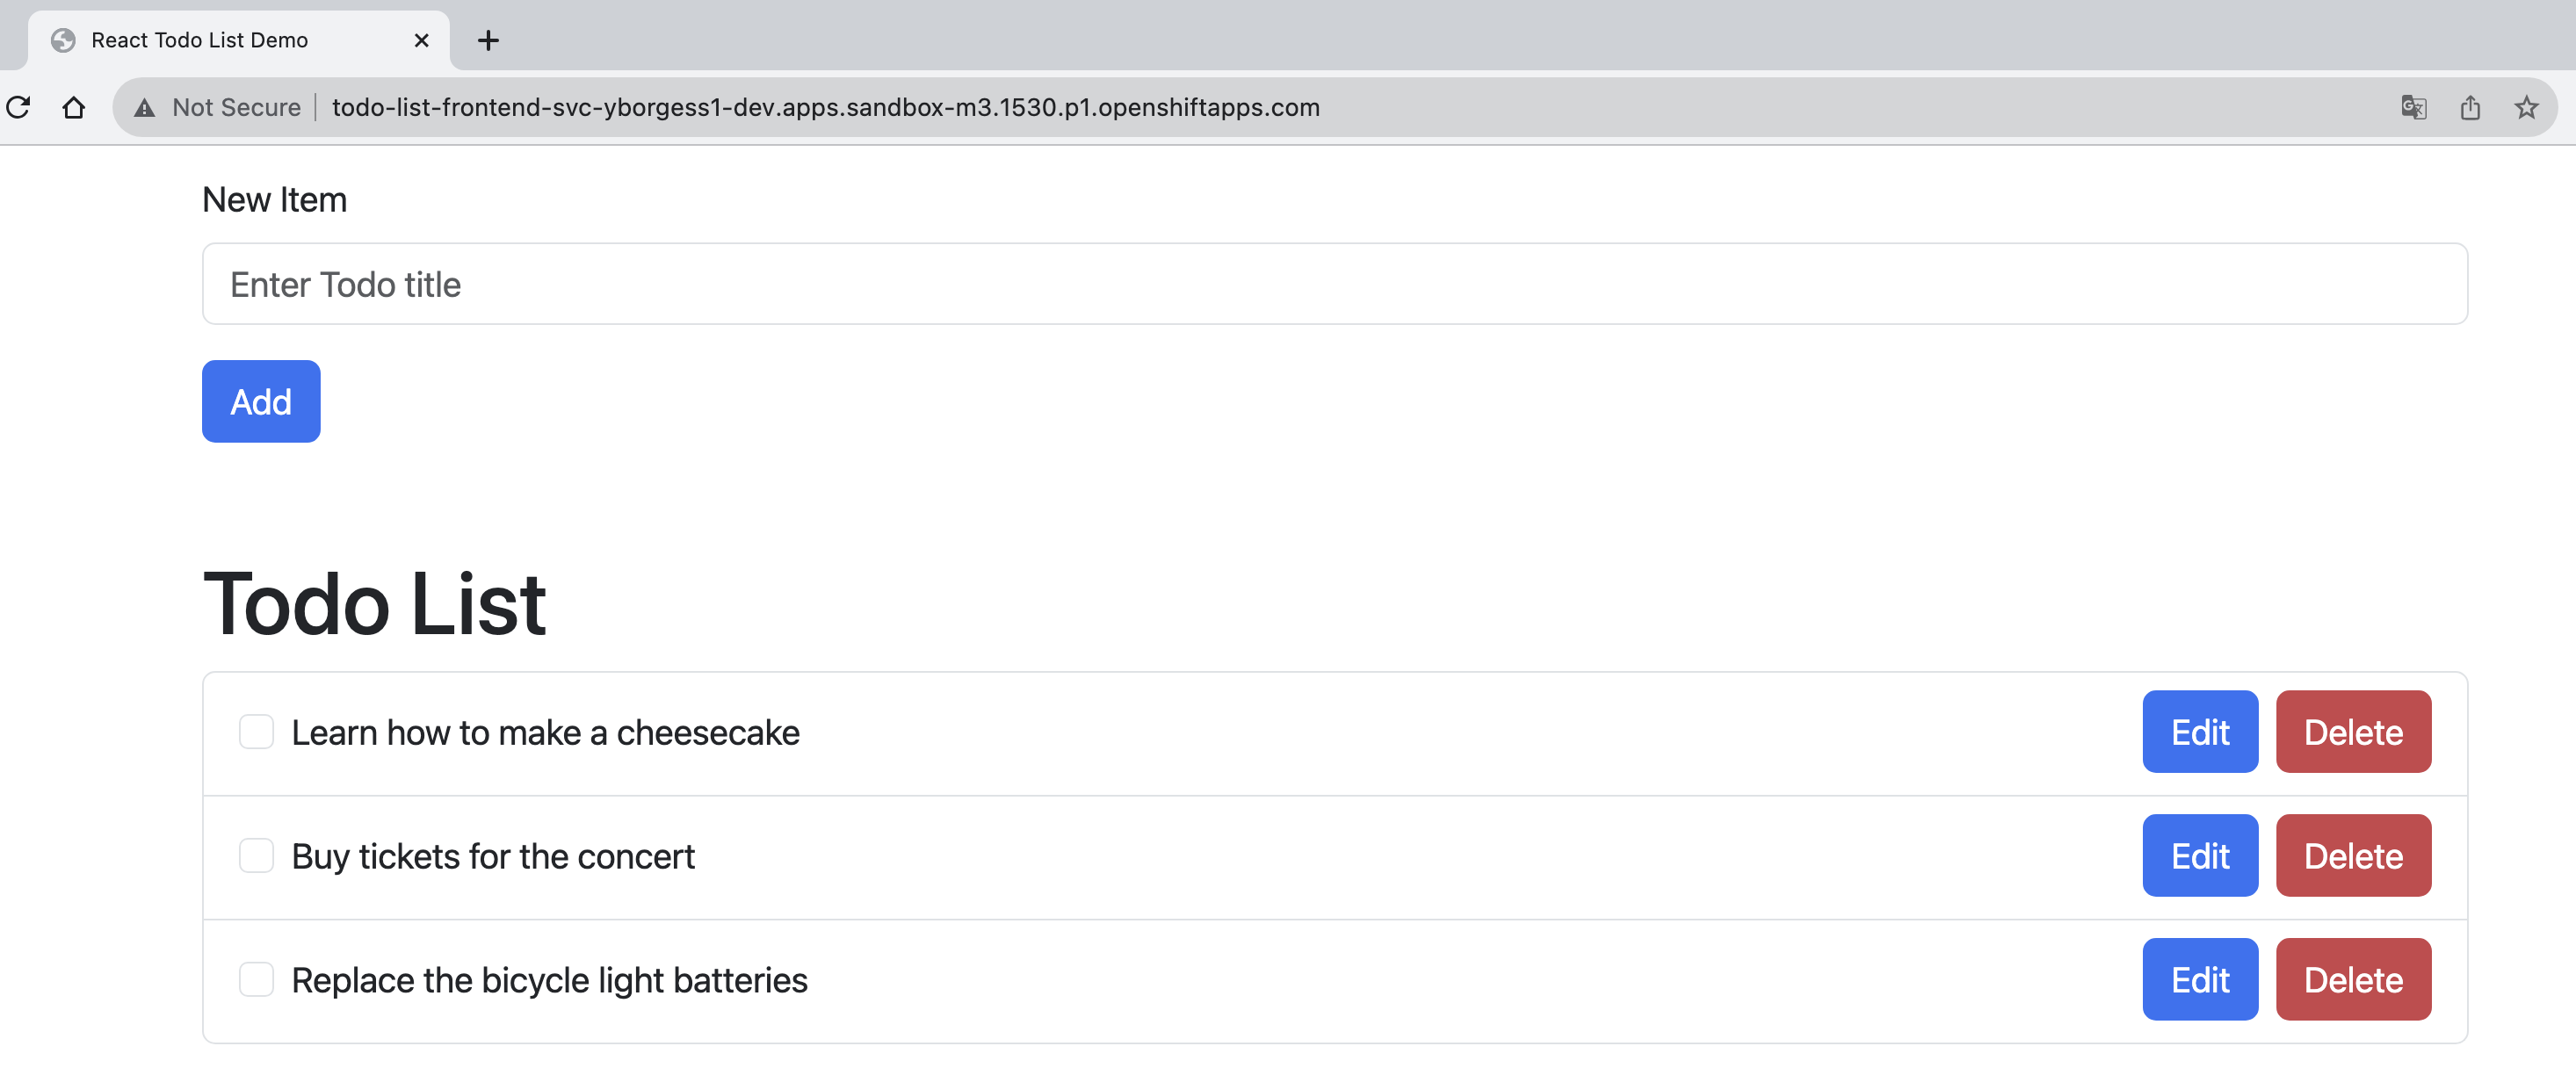 React Todo List Demo
Not Secure todo-list-frontend-svc-yborgess1-dev.apps.sandbox-m3.1530.p1.openshiftapps.com
New Item
Enter Todo title
Add
Todo List
Learn how to make a cheesecake Edit Delete
Buy tickets for the concert Edit Delete
Replace the bicycle light batteries Edit Delete